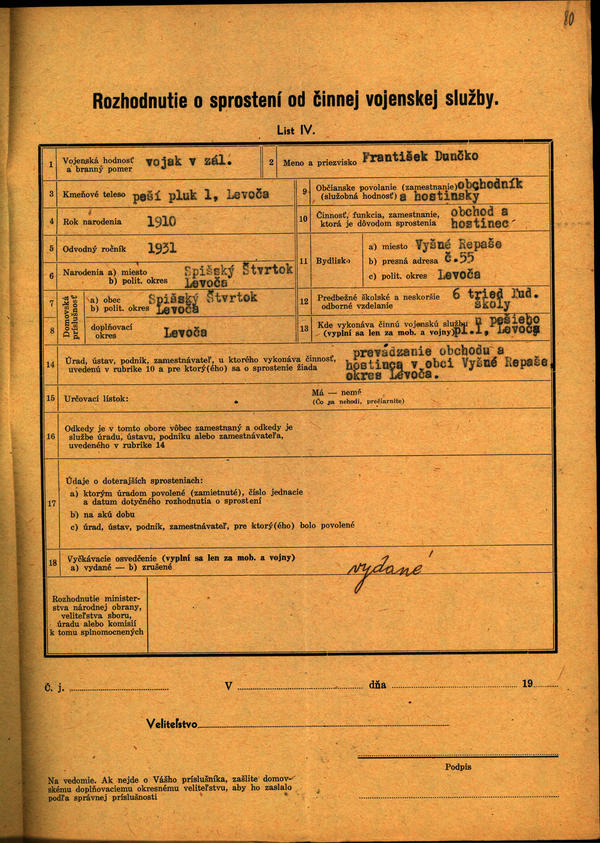 80
Rozhodnutie o sprostení od činnej vojenskej služby.
List IV.
1 Vojenská hodnosť a branný pomer vojak v zál.
2 Meno a priezvisko František Dunčko
3 Kmeňové teleso peší pluk 1, Levoča
9 Občianske povolanie (zamestnanie) obchodník
(služobná hodnosť) a hostinský
4 Rok narodenia 1910
10 Činnosť, funkcia, zamestnanie, obchod a
ktorá je dôvodom sprostenia hostinec
5 Odvodný ročník 1931
11 Bydlisko
a) miesto Vyšné Repaše
b) presná adresa č.55
c) polit. okres Levoča
6 Narodenia a) miesto Spišský Štvrtok
b) polit. okres Levoča
7 Domovská príslušnosť
a) obec Spišský Štvrtok
b) polit. okres Levoča
12 Predbežné školské a neskoršie 6 tried ľud.
odborné vzdelanie školy
8 doplňovací
okres Levoča
13 Kde vykonáva činnú vojenskú službu u pešieho
(vyplní sa len za mob. a vojny) pl.1, Levoča
14 Úrad, ústav, podnik, zamestnávateľ, u ktorého vykonáva činnosť,
uvedenú v rubrike 10 a pre ktorý(ého) sa o sprostenie žiada
prevádzanie obchodu a
hostinca v obci Vyšné Repaše,
okres Levoča.
15 Určovací lístok:
Má — nemá
(Čo sa nehodí, prečiarnite)
16 Odkedy je v tomto obore vôbec zamestnaný a odkedy je
v službe úradu, ústavu, podniku alebo zamestnávateľa,
uvedeného v rubrike 14
17 Údaje o doterajších sprosteniach:
a) ktorým úradom povolené (zamietnuté), číslo jednacie
a datum dotyčného rozhodnutia o sprostení
b) na akú dobu
c) úrad, ústav, podnik, zamestnávateľ, pre ktorý(ého) bolo povolené
18 Vyčkávacie osvedčenie (vyplní sa len za mob. a vojny)
a) vydané — b) zrušené
vydané
Rozhodnutie minister-
stva národnej obrany,
veliteľstva sboru,
úradu alebo komisií
k tomu splnomocnených
Č. j. V dňa 19
Veliteľstvo
Podpis
Na vedomie. Ak nejde o Vášho príslušníka, zašlite domov-
skému doplňovaciemu okresnému veliteľstvu, aby ho zaslalo
podľa správnej príslušnosti